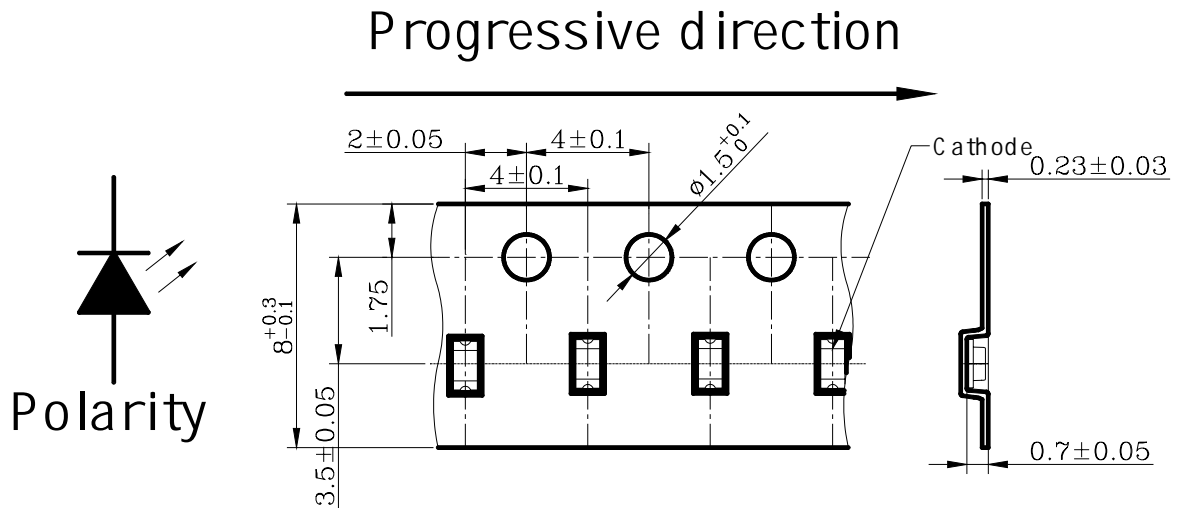 Progressive direction
2±0.05
4±0.1
4±0.1
ø1.5 +0.1 0
Cathode
0.23±0.03
1.75
8 +0.3 -0.1
3.5±0.05
Polarity
0.7±0.05